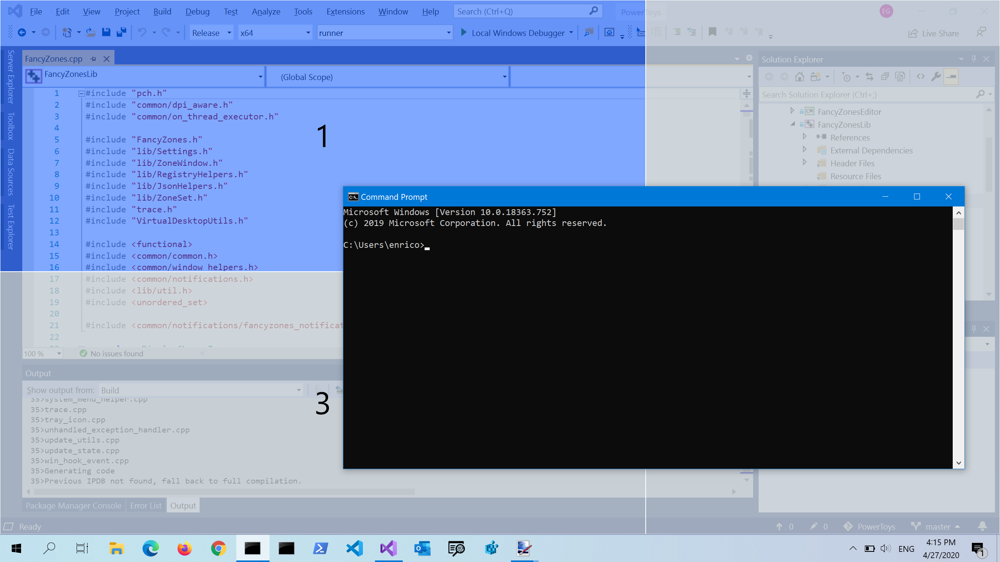 File Edit View Project Build Debug Test Analyze Tools Extensions Window Help Search (Ctrl+Q) PowerToys EG
Release x64 runner Local Windows Debugger Live Share
Server Explorer
Toolbox
Data Sources
Test Explorer
FancyZones.cpp
FancyZonesLib (Global Scope)
1 #include "pch.h"
2 #include "common/dpi_aware.h"
3 #include "common/on_thread_executor.h"
4
5 #include "FancyZones.h"
6 #include "lib/Settings.h"
7 #include "lib/ZoneWindow.h"
8 #include "lib/RegistryHelpers.h"
9 #include "lib/JsonHelpers.h"
10 #include "lib/ZoneSet.h"
11 #include "trace.h"
12 #include "VirtualDesktopUtils.h"
13
14 #include <functional>
15 #include <common/common.h>
16 #include <common/window_helpers.h>
17 #include <common/notifications.h>
18 #include <lib/util.h>
19 #include <unordered_set>
20
21 #include <common/notifications/fancyzones_notificat
22
1
3
100 % No issues found
Solution Explorer
Search Solution Explorer (Ctrl+;)
FancyZonesEditor
FancyZonesLib
References
External Dependencies
Header Files
Resource Files
Command Prompt
Microsoft Windows [Version 10.0.18363.752]
(c) 2019 Microsoft Corporation. All rights reserved.
C:\Users\enrico>
Output
Show output from: Build
35>system_menu_helper.cpp
35>trace.cpp
35>tray_icon.cpp
35>unhandled_exception_handler.cpp
35>update_utils.cpp
35>update_state.cpp
35>win_hook_event.cpp
35>Generating code
35>Previous IPDB not found, fall back to full compilation.
Package Manager Console Error List Output
Ready 0 0 PowerToys master
ENG 4:15 PM
4/27/2020
1